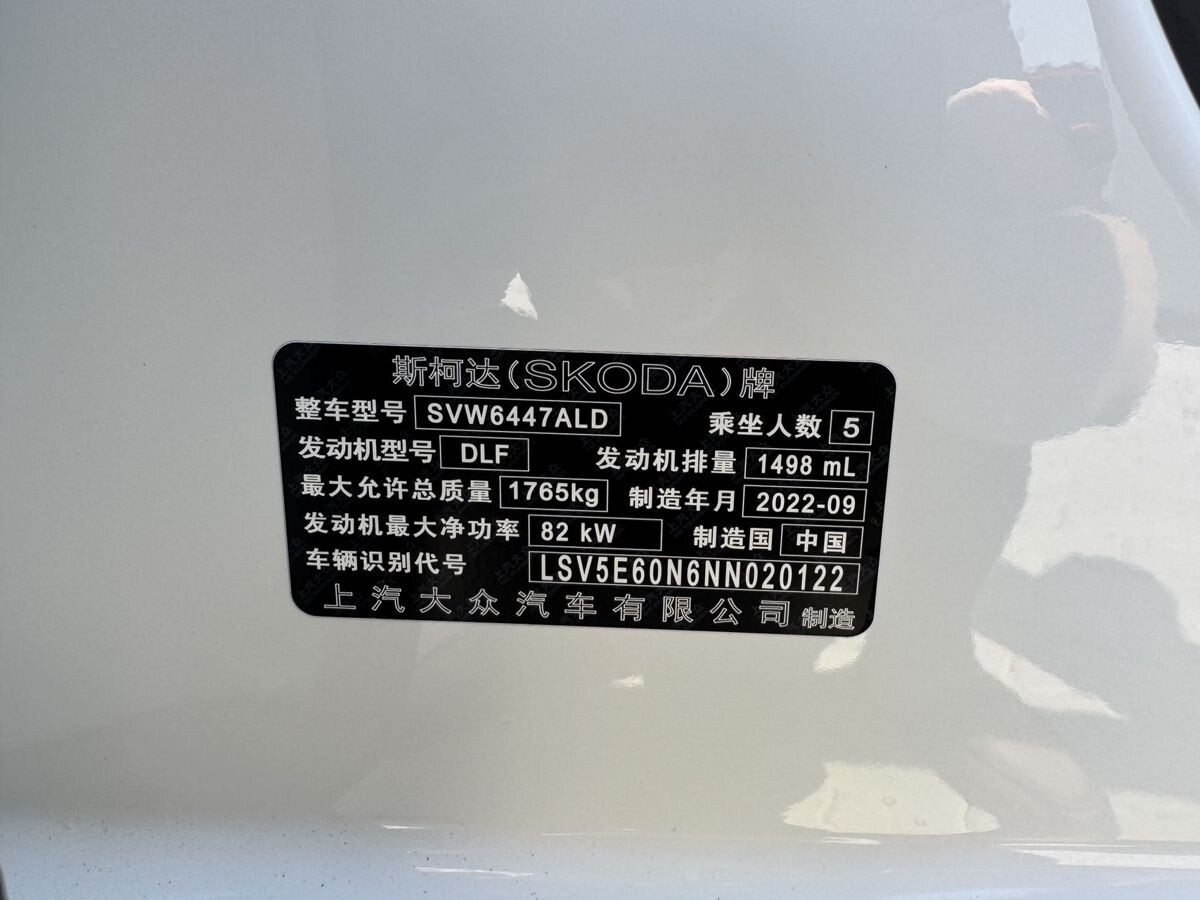 斯柯达(SKODA)牌
整车型号 SVW6447ALD 乘坐人数 5
发动机型号 DLF 发动机排量 1498 mL
最大允许总质量 1765kg 制造年月 2022-09
发动机最大净功率 82 kW 制造国 中国
车辆识别代号 LSV5E60N6NN020122
上汽大众汽车有限公司 制造